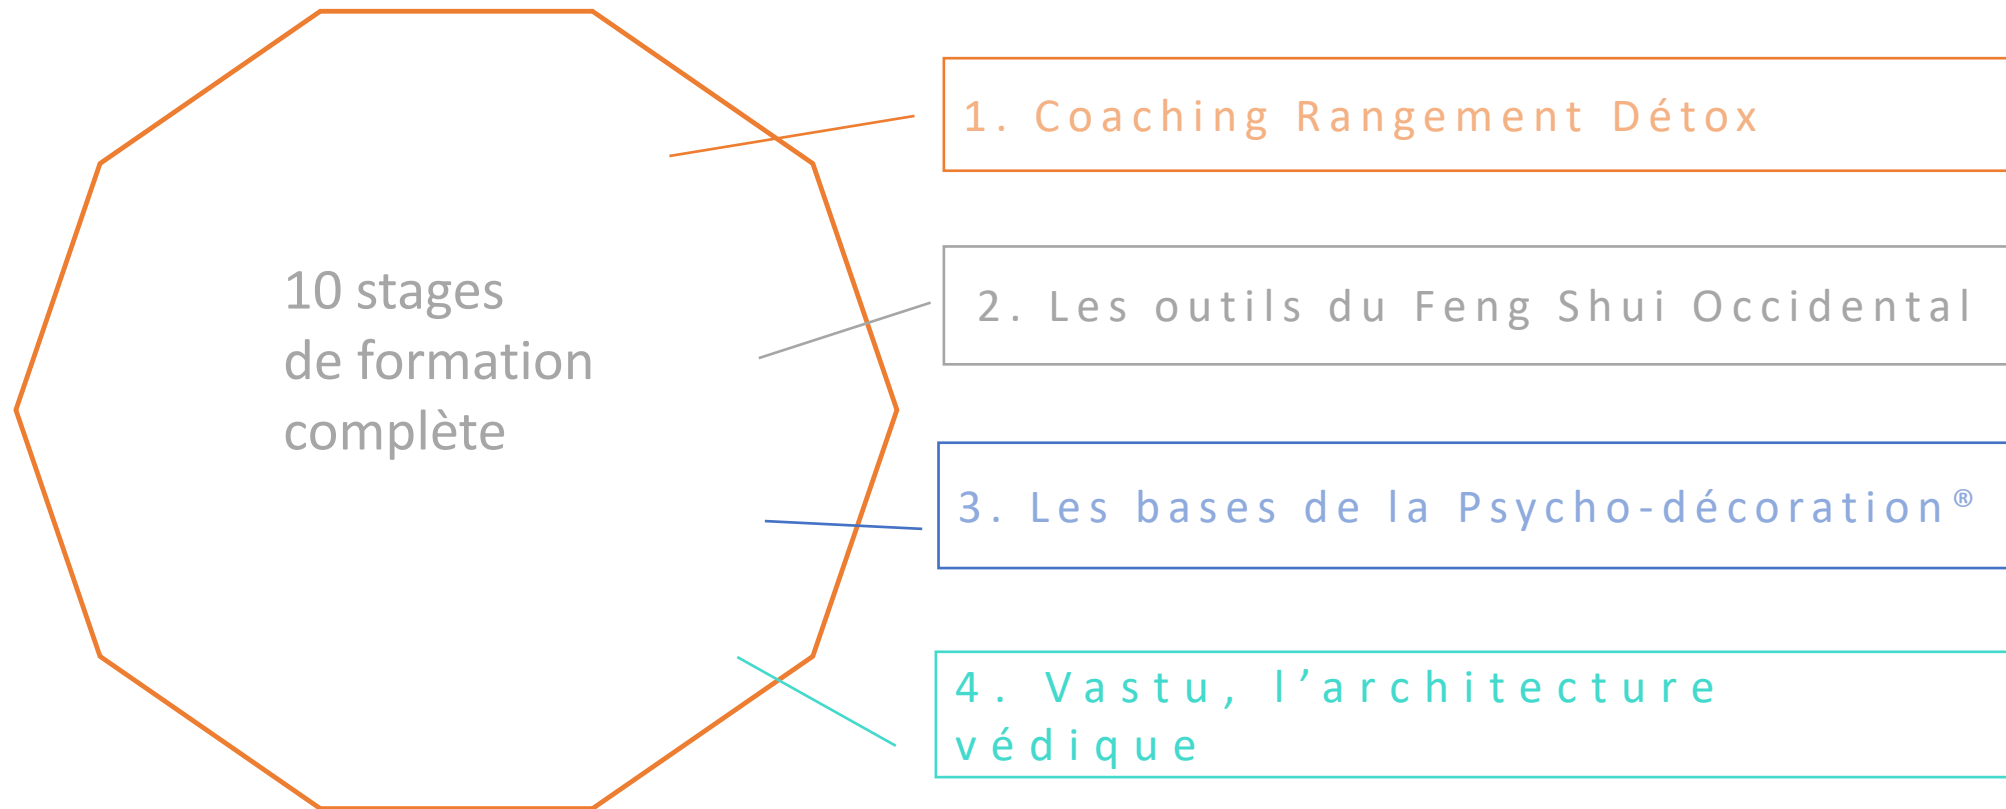 10 stages
de formation
complète
1. Coaching Rangement Détox
2. Les outils du Feng Shui Occidental
3. Les bases de la Psycho-décoration®
4. Vastu, l’architecture
védique